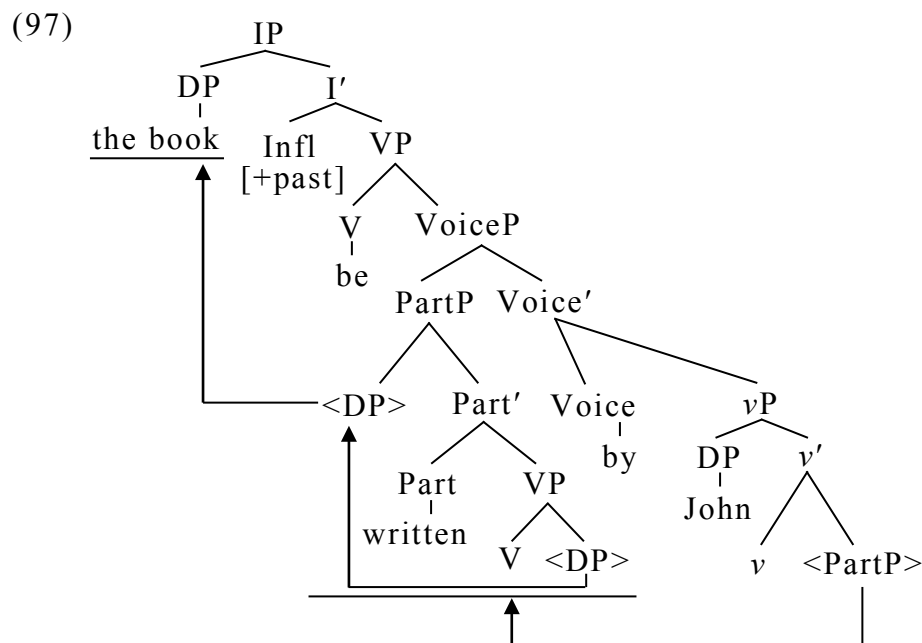 (97)
IP
DP I′
the book Infl VP
[+past]
V VoiceP
be
PartP Voice′
<DP> Part′ Voice vP
by DP v′
Part VP John
written
V <DP> v <PartP>